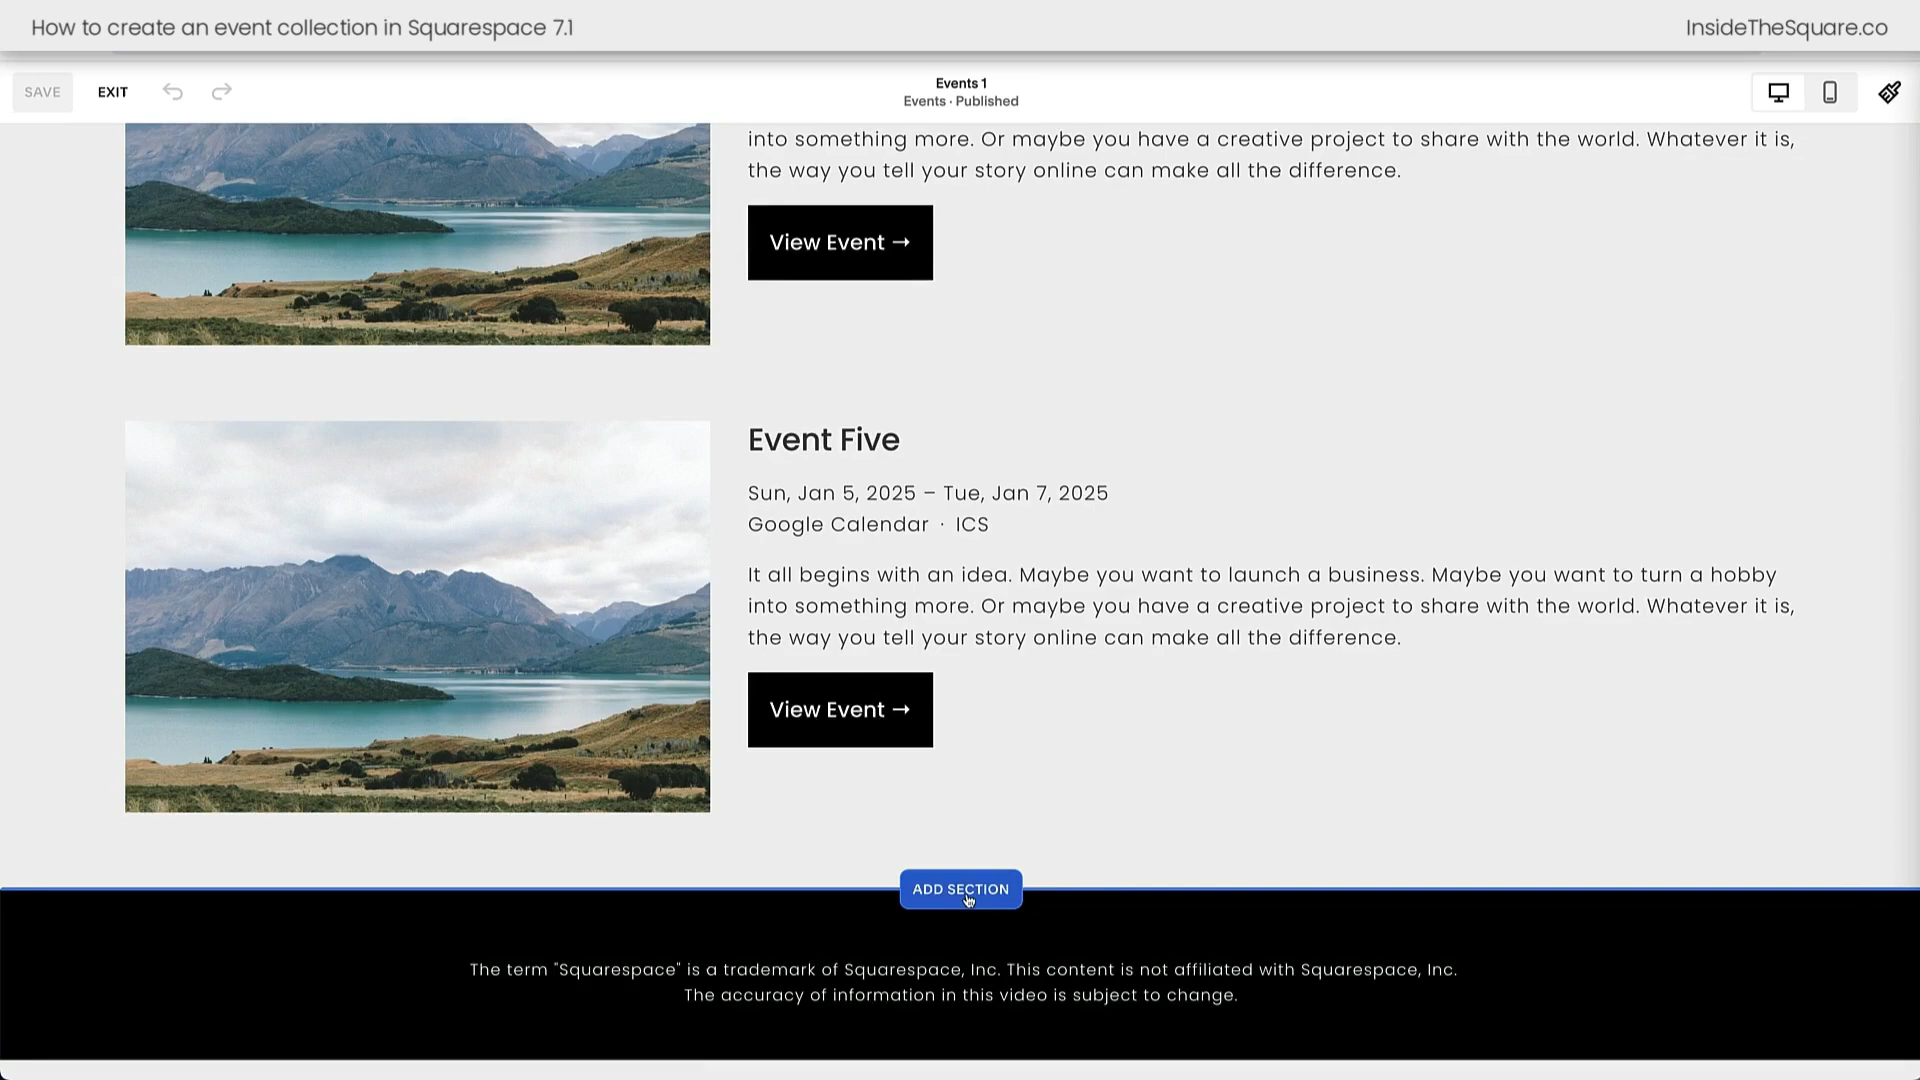 How to create an event collection in Squarespace 7.1
InsideTheSquare.co
SAVE
EXIT
Events 1
Events · Published
into something more. Or maybe you have a creative project to share with the world. Whatever it is,
the way you tell your story online can make all the difference.
View Event →
Event Five
Sun, Jan 5, 2025 – Tue, Jan 7, 2025
Google Calendar · ICS
It all begins with an idea. Maybe you want to launch a business. Maybe you want to turn a hobby
into something more. Or maybe you have a creative project to share with the world. Whatever it is,
the way you tell your story online can make all the difference.
View Event →
ADD SECTION
The term "Squarespace" is a trademark of Squarespace, Inc. This content is not affiliated with Squarespace, Inc.
The accuracy of information in this video is subject to change.